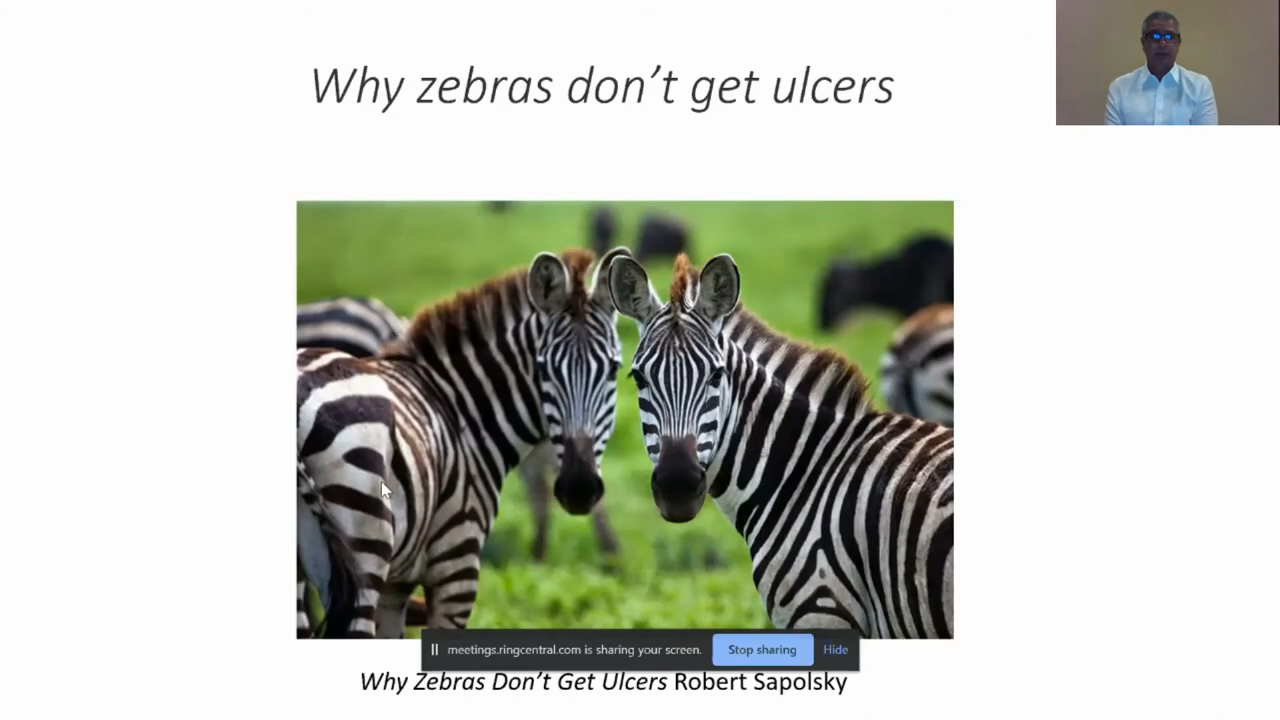 Why zebras don't get ulcers
meetings.ringcentral.com is sharing your screen. Stop sharing Hide
Why Zebras Don't Get Ulcers Robert Sapolsky